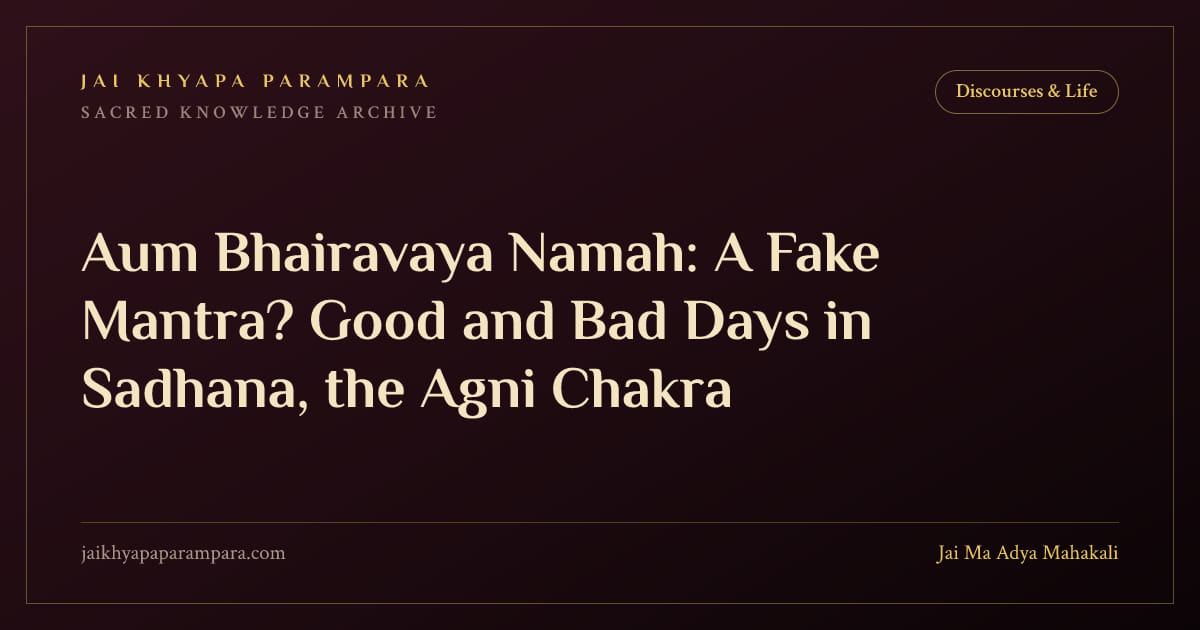 JAI KHYAPA PARAMPARA
SACRED KNOWLEDGE ARCHIVE
Discourses & Life
Aum Bhairavaya Namah: A Fake
Mantra? Good and Bad Days in
Sadhana, the Agni Chakra
jaikhyapaparampara.com
Jai Ma Adya Mahakali